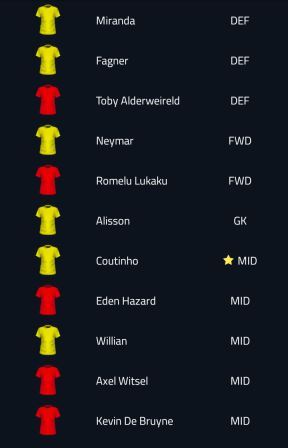 Miranda DEF
Fagner DEF
Toby Alderweireld DEF
Neymar FWD
Romelu Lukaku FWD
Alisson GK
Coutinho MID
Eden Hazard MID
Willian MID
Axel Witsel MID
Kevin De Bruyne MID